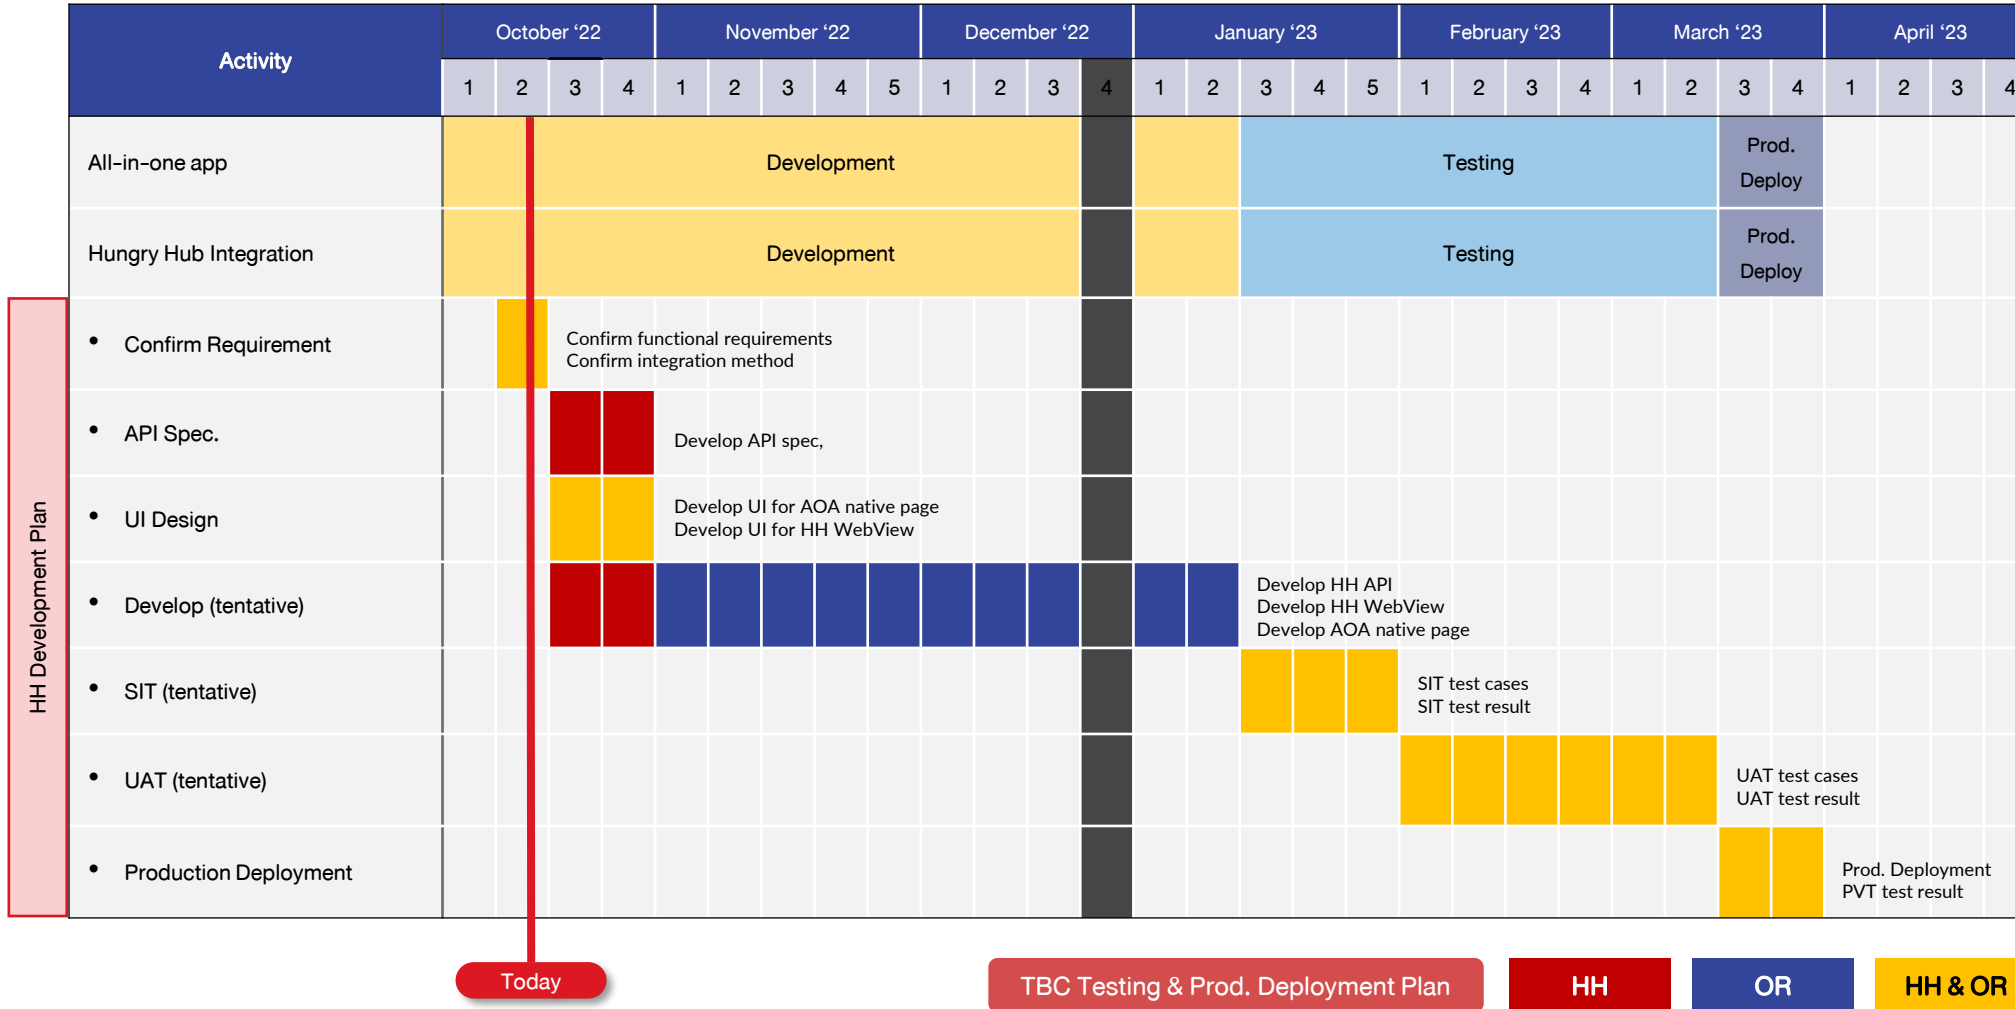 Activity
October ‘22 November ‘22 December ‘22 January ‘23 February ‘23 March ‘23 April ‘23
1 2 3 4 1 2 3 4 5 1 2 3 4 1 2 3 4 5 1 2 3 4 1 2 3 4 1 2 3 4
All-in-one app
Development
Testing
Prod.
Deploy
Hungry Hub Integration
Development
Testing
Prod.
Deploy
HH Development Plan
• Confirm Requirement
Confirm functional requirements
Confirm integration method
• API Spec.
Develop API spec,
• UI Design
Develop UI for AOA native page
Develop UI for HH WebView
• Develop (tentative)
Develop HH API
Develop HH WebView
Develop AOA native page
• SIT (tentative)
SIT test cases
SIT test result
• UAT (tentative)
UAT test cases
UAT test result
• Production Deployment
Prod. Deployment
PVT test result
Today
TBC Testing & Prod. Deployment Plan
HH
OR
HH & OR